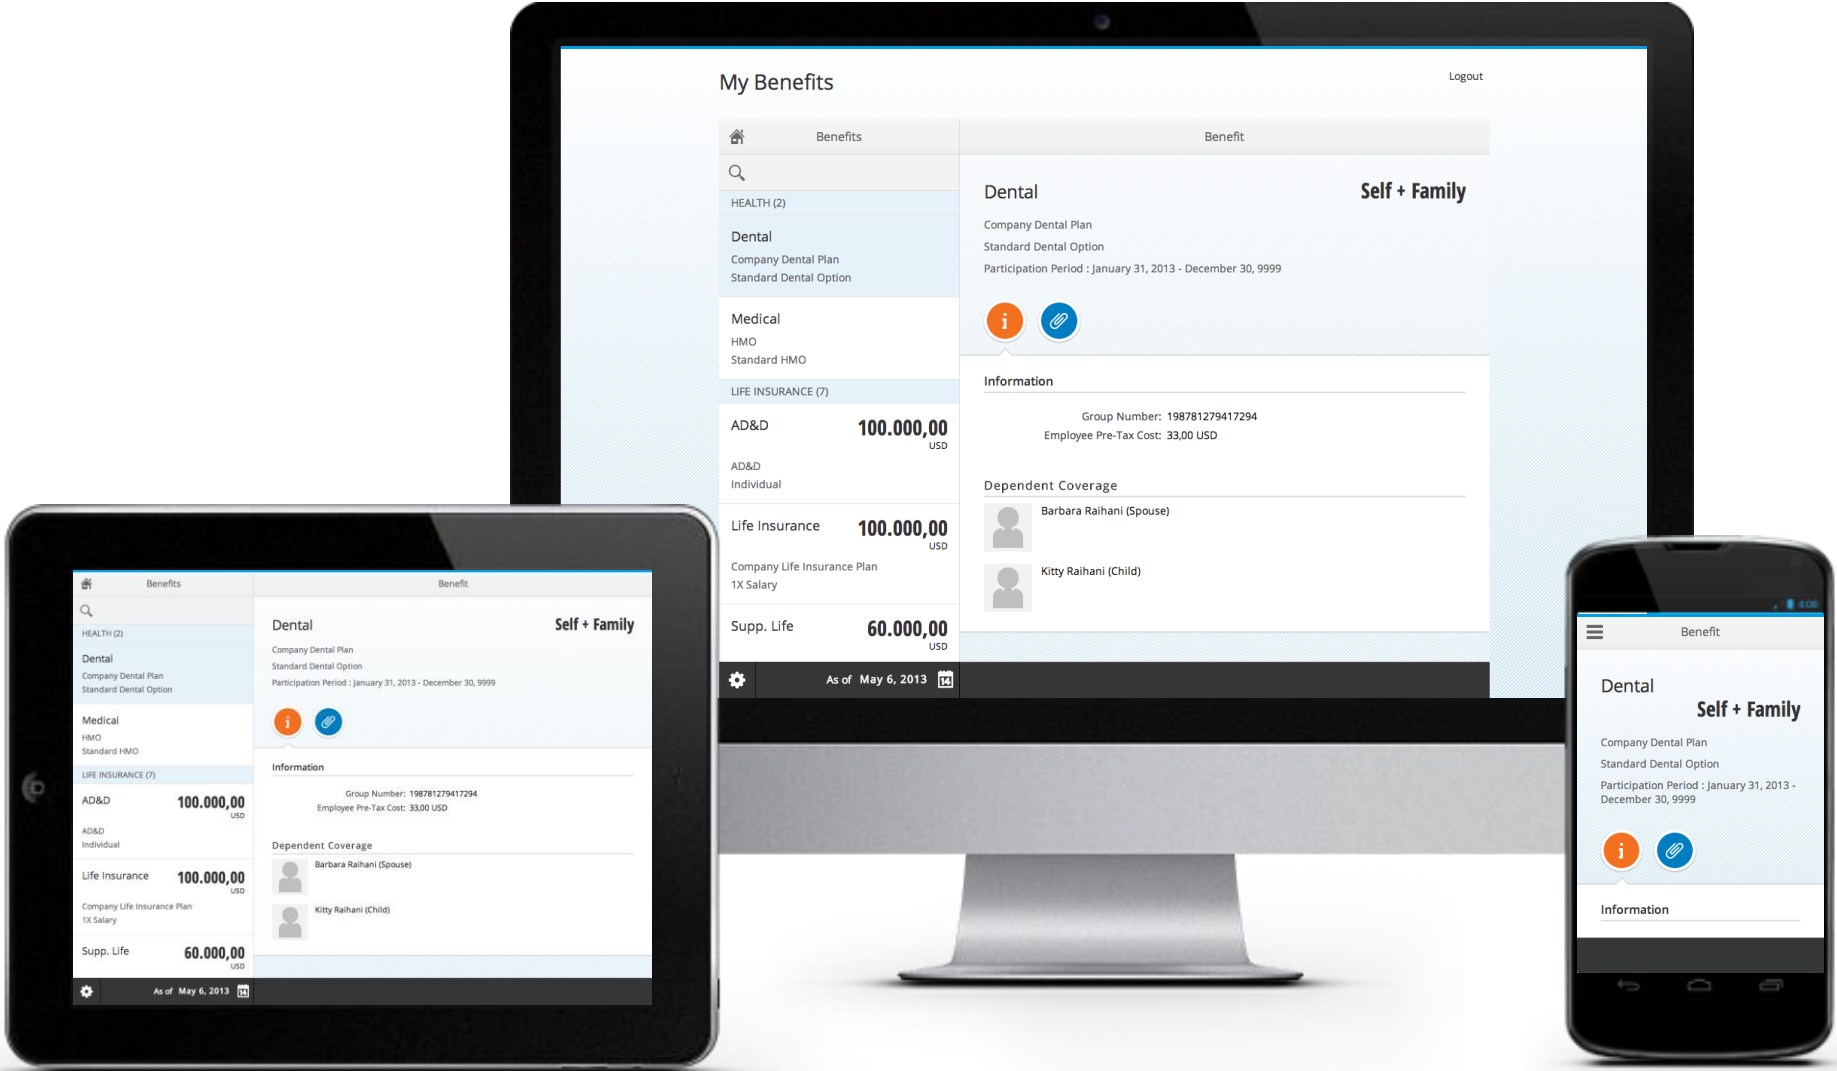 My Benefits
Logout
Benefits
Benefit
HEALTH (2)
Dental
Company Dental Plan
Standard Dental Option
Medical
HMO
Standard HMO
LIFE INSURANCE (7)
AD&D 100.000,00
USD
AD&D
Individual
Life Insurance 100.000,00
USD
Company Life Insurance Plan
1X Salary
Supp. Life 60.000,00
USD
As of May 6, 2013 14
Dental Self + Family
Company Dental Plan
Standard Dental Option
Participation Period : January 31, 2013 - December 30, 9999
Information
Group Number: 198781279417294
Employee Pre-Tax Cost: 33,00 USD
Dependent Coverage
Barbara Raihani (Spouse)
Kitty Raihani (Child)
Benefits
Benefit
HEALTH (2)
Dental
Company Dental Plan
Standard Dental Option
Medical
HMO
Standard HMO
LIFE INSURANCE (7)
AD&D 100.000,00
USD
AD&D
Individual
Life Insurance 100.000,00
USD
Company Life Insurance Plan
1X Salary
Supp. Life 60.000,00
USD
As of May 6, 2013 14
Dental Self + Family
Company Dental Plan
Standard Dental Option
Participation Period : January 31, 2013 - December 30, 9999
Information
Group Number: 198781279417294
Employee Pre-Tax Cost: 33,00 USD
Dependent Coverage
Barbara Raihani (Spouse)
Kitty Raihani (Child)
Benefit
Dental
Self + Family
Company Dental Plan
Standard Dental Option
Participation Period : January 31, 2013 -
December 30, 9999
Information